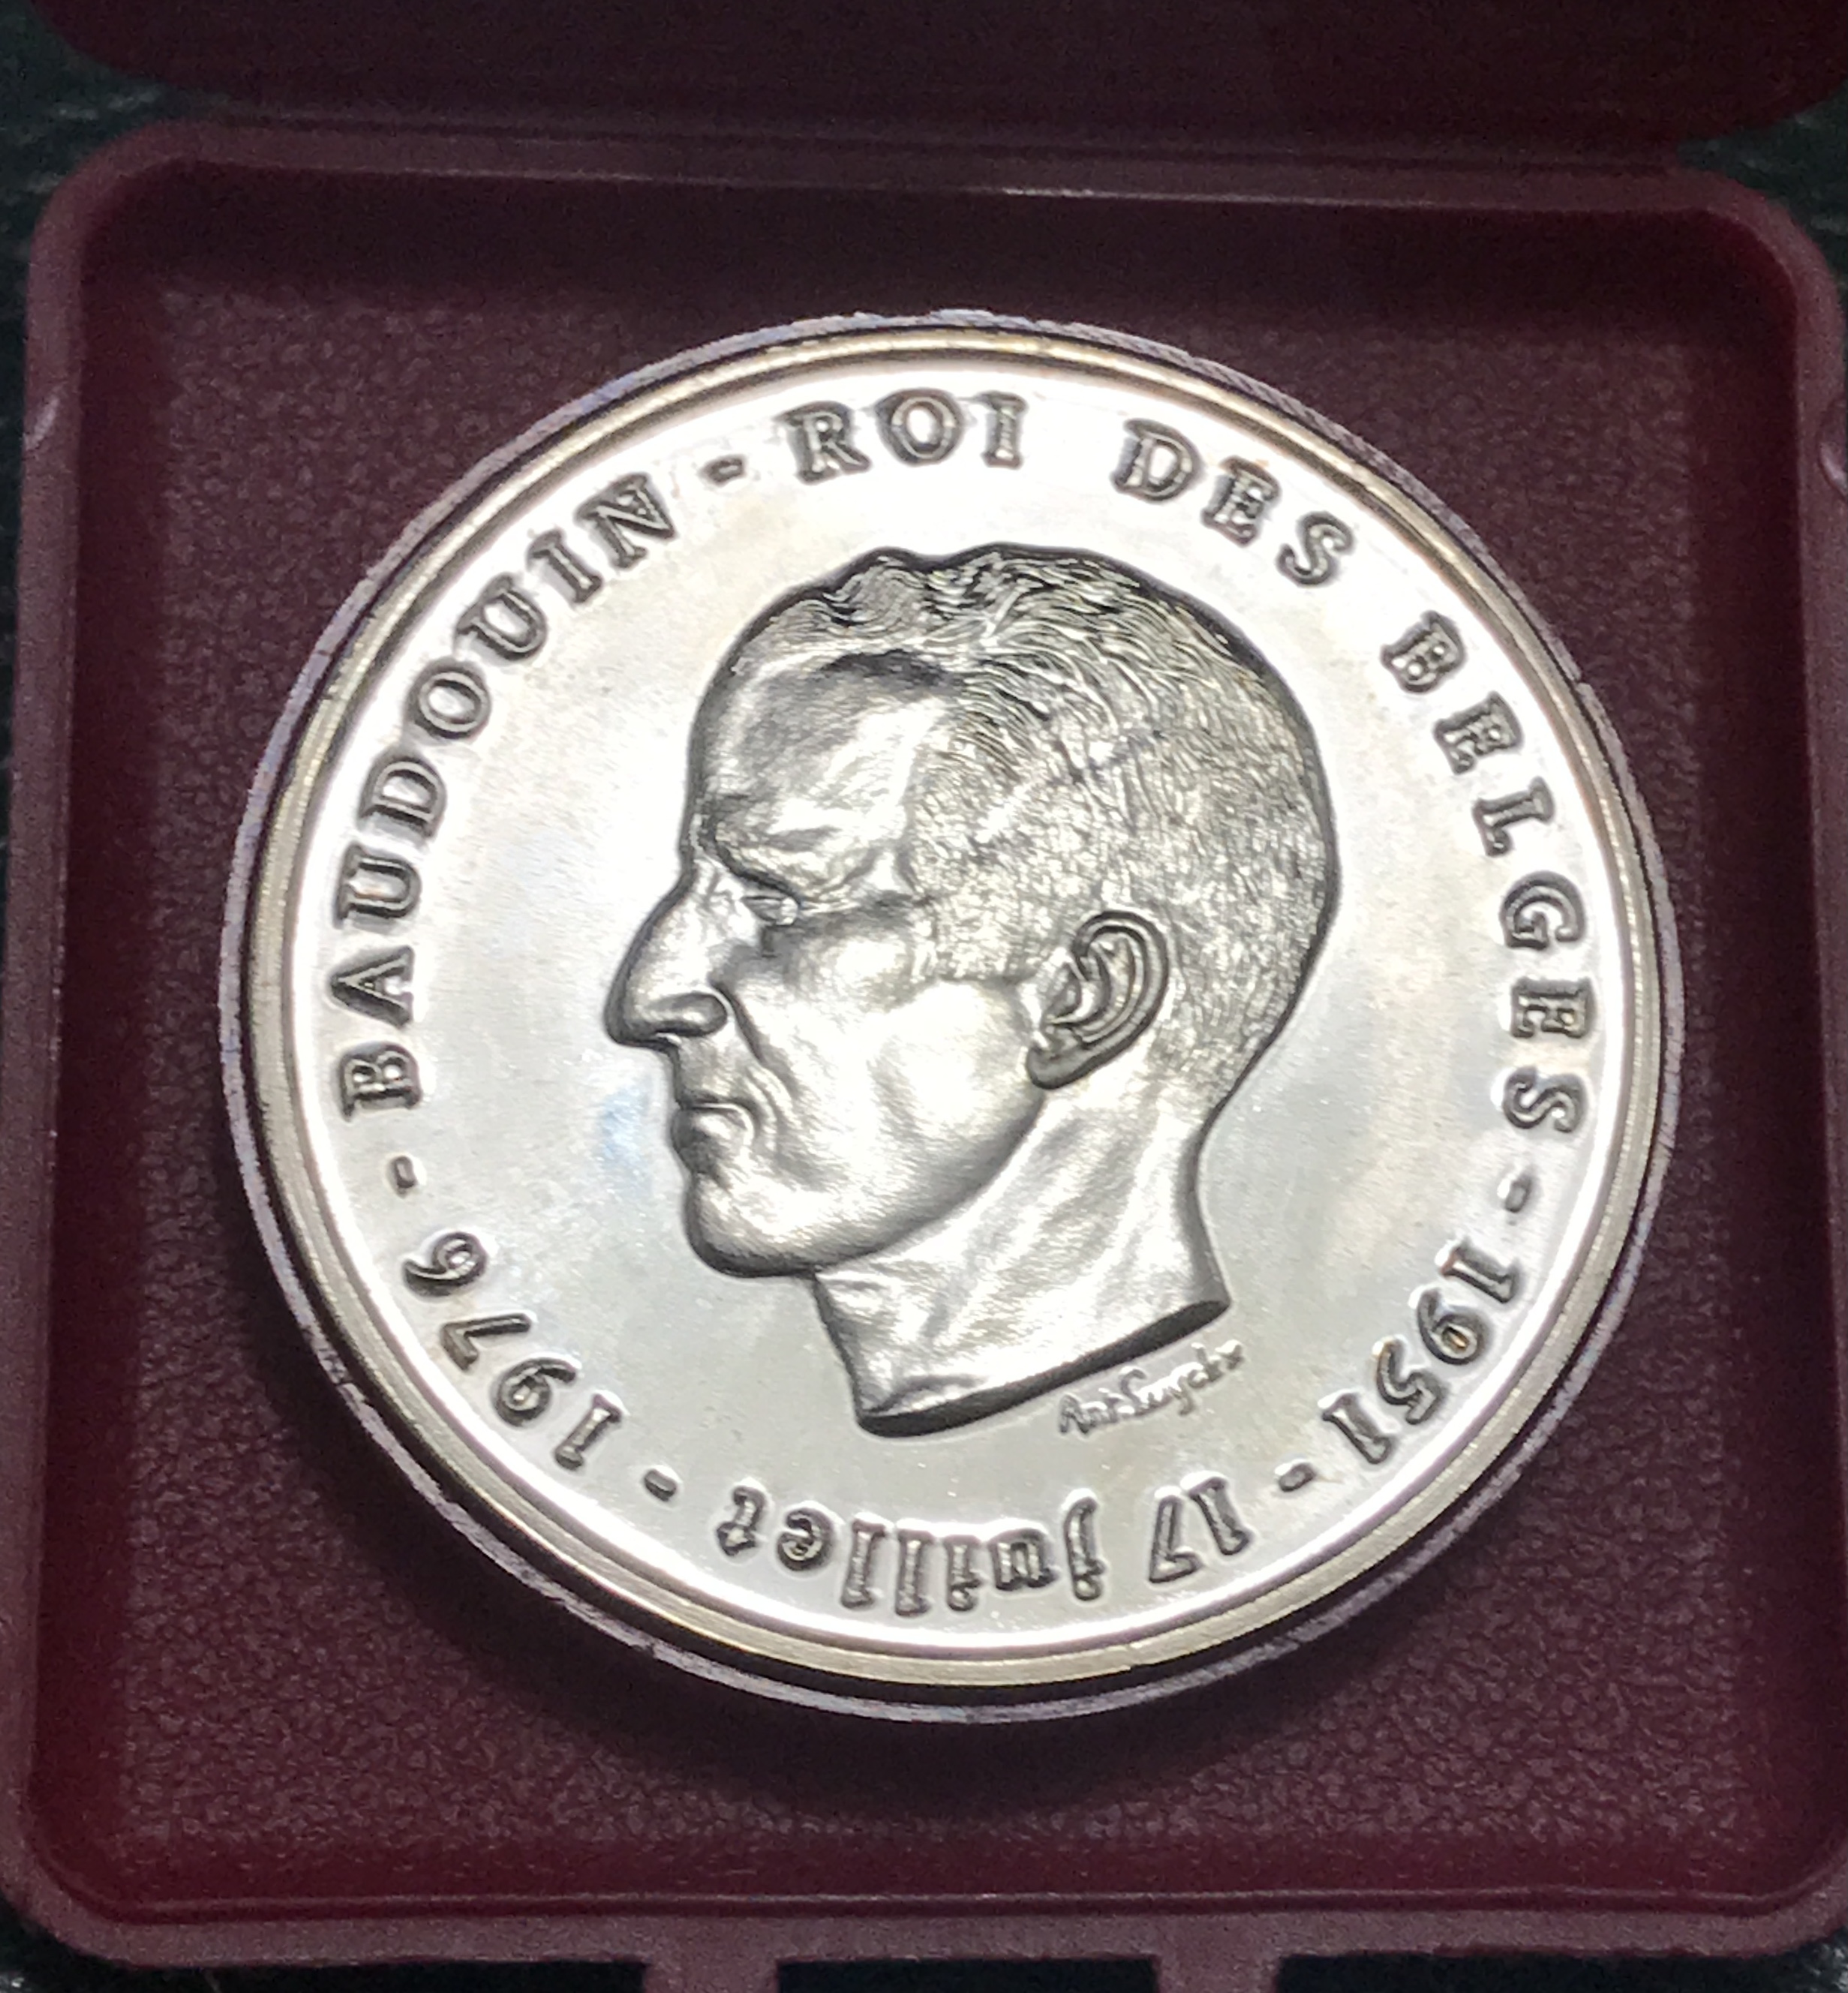 BAUDOUIN - ROI DES BELGES - 1951 - 17 juillet - 1976 -